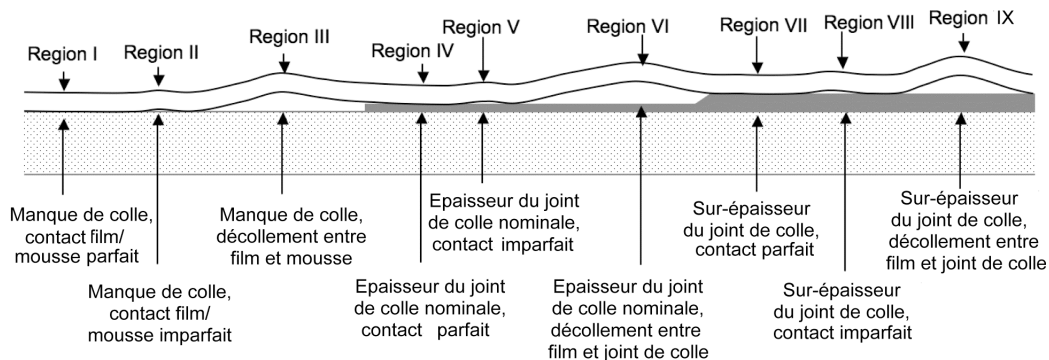 Region I
Region II
Region III
Region IV
Region V
Region VI
Region VII
Region VIII
Region IX
Manque de colle,
contact film/
mousse parfait
Manque de colle,
contact film/
mousse imparfait
Manque de colle,
décollement entre
film et mousse
Epaisseur du joint
de colle nominale,
contact parfait
Epaisseur du joint
de colle nominale,
contact imparfait
Epaisseur du joint
de colle nominale,
décollement entre
film et joint de colle
Sur-épaisseur
du joint de colle,
contact parfait
Sur-épaisseur
du joint de colle,
contact imparfait
Sur-épaisseur
du joint de colle,
décollement entre
film et joint de colle